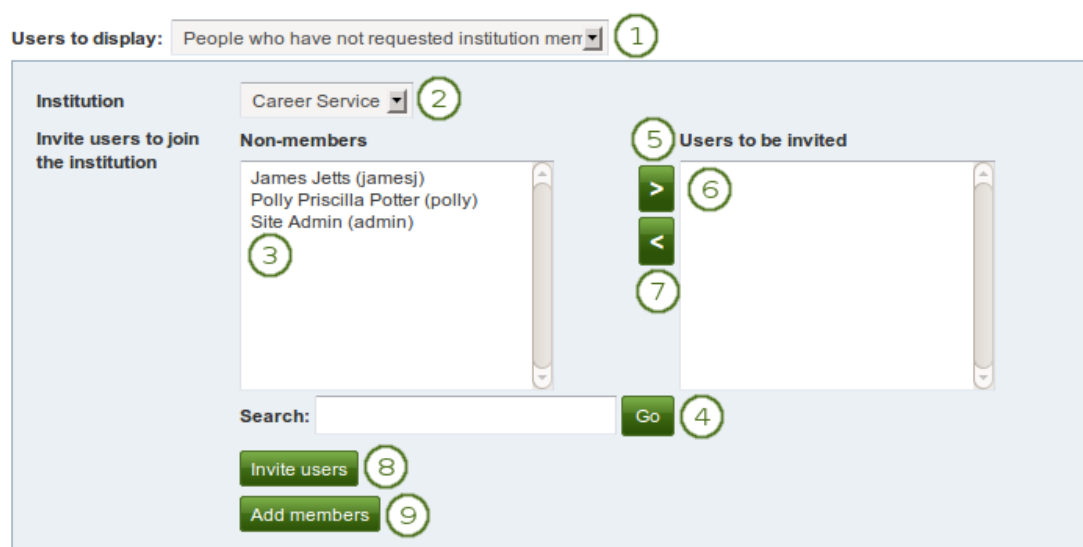 Users to display: People who have not requested institution mem 1
Institution Career Service 2
Invite users to join
the institution
Non-members 5 Users to be invited
James Jetts (jamesj)
Polly Priscilla Potter (polly)
Site Admin (admin)
3
> 6
<
7
Search: Go 4
Invite users 8
Add members 9